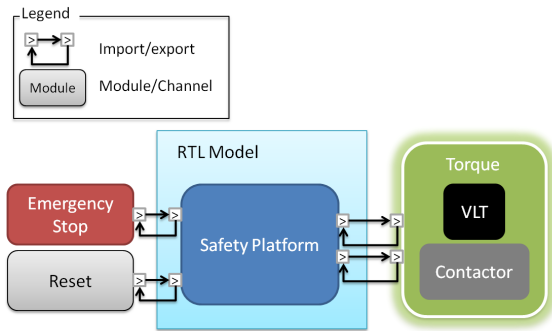 Legend
> >
Import/export
Module
Module/Channel
RTL Model
Torque
Emergency
Stop
> >
Safety Platform
> >
VLT
Reset
> >
> >
Contactor